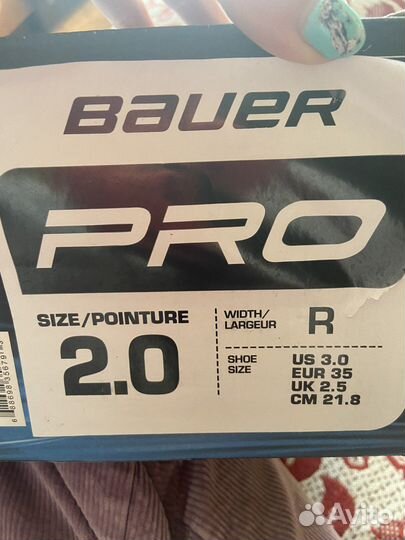 BAUER
PRO
SIZE/POINTURE
2.0
WIDTH/
LARGEUR
R
SHOE
SIZE
US 3.0
EUR 35
UK 2.5
CM 21.8
Avito